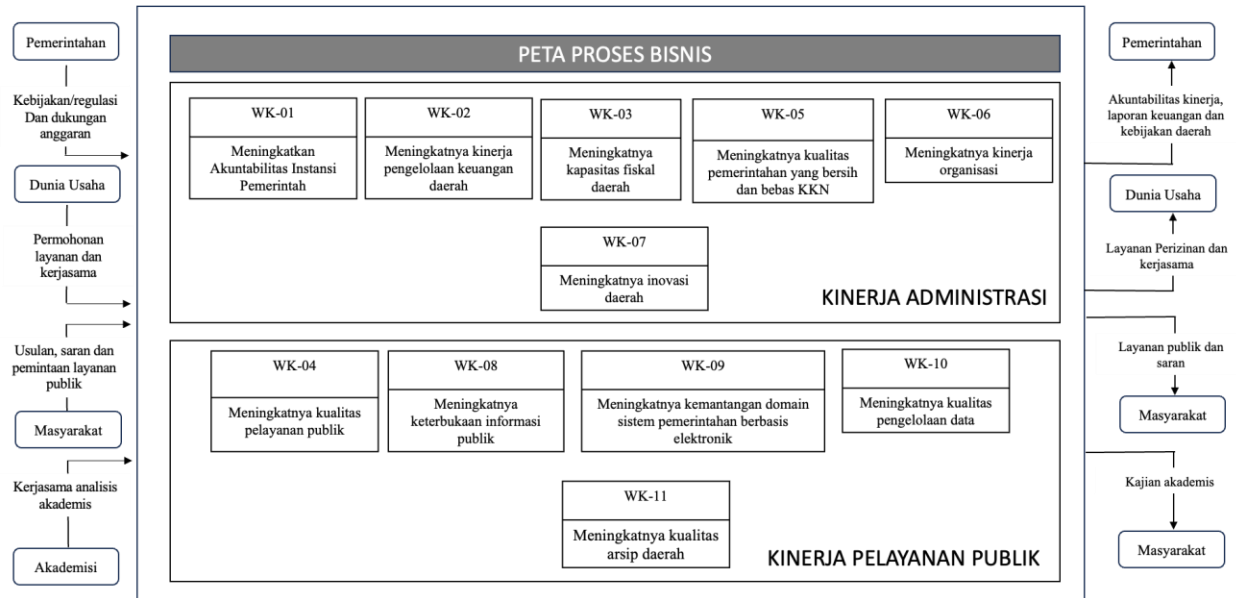 Pemerintahan
Kebijakan/regulasi
Dan dukungan
anggaran
Dunia Usaha
Permohonan
layanan dan
kerjasama
Usulan, saran dan
pemintaan layanan
publik
Masyarakat
Kerjasama analisis
akademis
Akademisi
PETA PROSES BISNIS
WK-01
Meningkatkan
Akuntabilitas Instansi
Pemerintah
WK-02
Meningkatnya kinerja
pengelolaan keuangan
daerah
WK-03
Meningkatnya
kapasitas fiskal
daerah
WK-05
Meningkatnya kualitas
pemerintahan yang bersih
dan bebas KKN
WK-06
Meningkatnya kinerja
organisasi
WK-07
Meningkatnya inovasi
daerah
KINERJA ADMINISTRASI
WK-04
Meningkatnya kualitas
pelayanan publik
WK-08
Meningkatnya
keterbukaan informasi
publik
WK-09
Meningkatnya kemantangan domain
sistem pemerintahan berbasis
elektronik
WK-10
Meningkatnya kualitas
pengelolaan data
WK-11
Meningkatnya kualitas
arsip daerah
KINERJA PELAYANAN PUBLIK
Pemerintahan
Akuntabilitas kinerja,
laporan keuangan dan
kebijakan daerah
Dunia Usaha
Layanan Perizinan dan
kerjasama
Layanan publik dan
saran
Masyarakat
Kajian akademis
Masyarakat